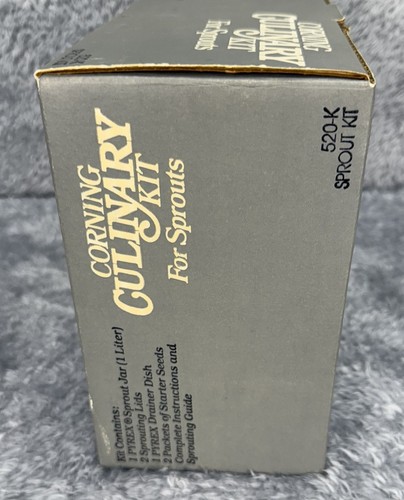 CORNING
CULINARY
KIT
For Sprouts
520-K
SPROUT KIT
CORNING
CULINARY
KIT
For Sprouts
Kit Contains:
1 PYREX® Sprout Jar (1 Liter)
2 Sprouting Lids
1 PYREX Drainer Dish
2 Packets of Starter Seeds
Complete Instructions and
Sprouting Guide